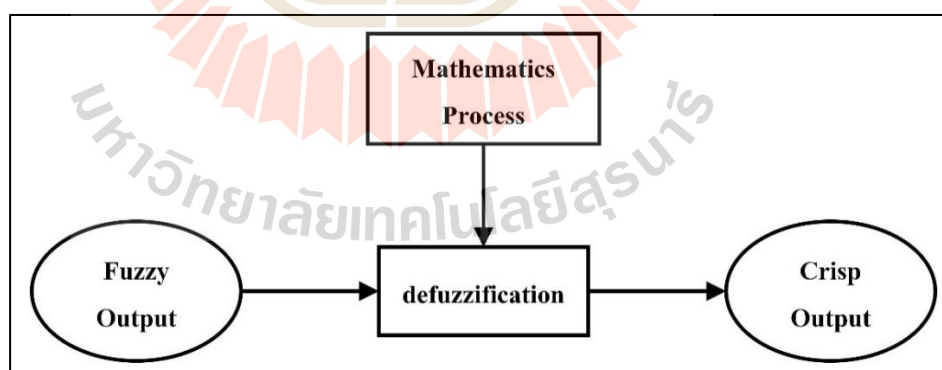 Mathematics
Process
มหาวิทยาลัยเทคโนโลยีสุรนารี
Fuzzy
Output
defuzzification
Crisp
Output